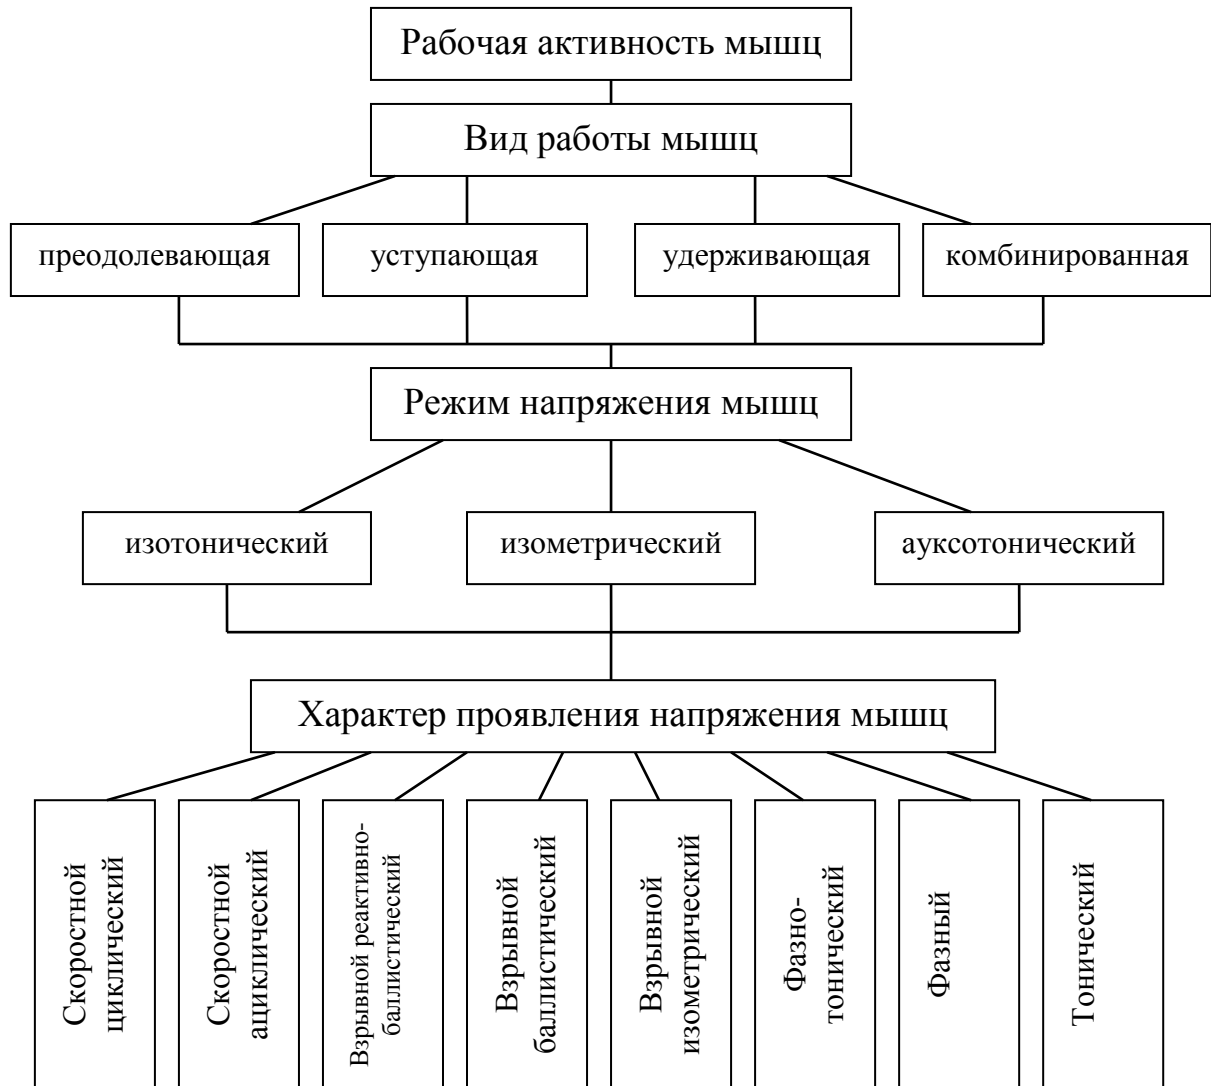 Рабочая активность мышц
Вид работы мышц
преодолевающая
уступающая
удерживающая
комбинированная
Режим напряжения мышц
изотонический
изометрический
ауксотонический
Характер проявления напряжения мышц
Скоростной
циклический
Скоростной
ациклический
Взрывной реактивно-
баллистический
Взрывной
баллистический
Взрывной
изометрический
Фазно-
тонический
Фазный
Тонический